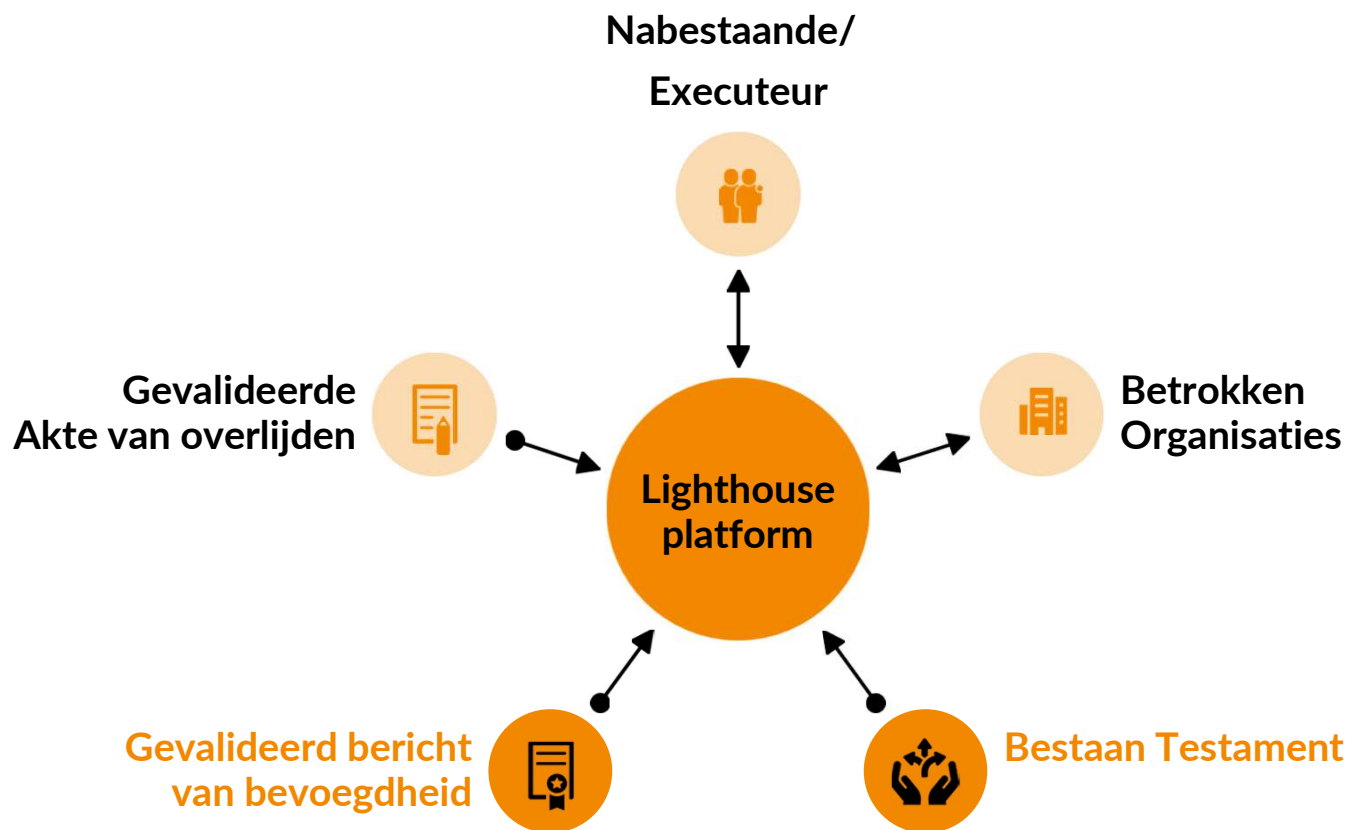 Nabestaande/
Executeur
Gevalideerde
Akte van overlijden
Betrokken
Organisaties
Lighthouse
platform
Gevalideerd bericht
van bevoegdheid
Bestaan Testament